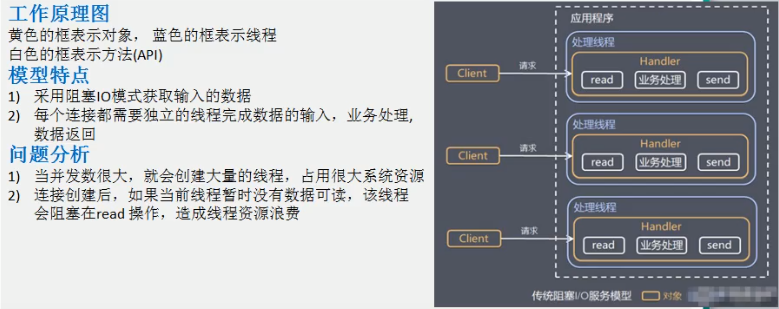 工作原理图
黄色的框表示对象， 蓝色的框表示线程
白色的框表示方法(API)
模型特点
1) 采用阻塞IO模式获取输入的数据
2) 每个连接都需要独立的线程完成数据的输入，业务处理,
数据返回
问题分析
1) 当并发数很大，就会创建大量的线程，占用很大系统资源
2) 连接创建后，如果当前线程暂时没有数据可读，该线程
会阻塞在read 操作，造成线程资源浪费
应用程序
处理线程
Handler
Client
请求
read
业务处理
send
处理线程
Handler
Client
请求
read
业务处理
send
处理线程
Handler
Client
请求
read
业务处理
send
传统阻塞I/O服务模型
对象